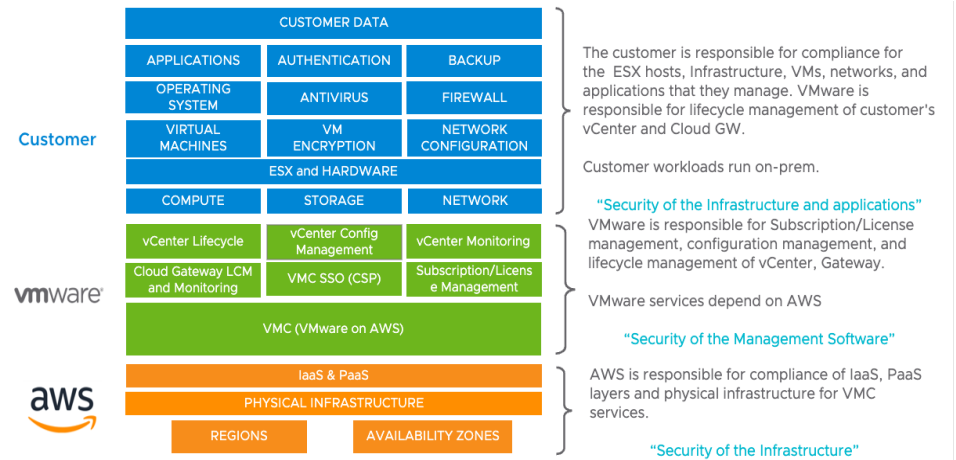 CUSTOMER DATA
APPLICATIONS
AUTHENTICATION
BACKUP
OPERATING
SYSTEM
ANTIVIRUS
FIREWALL
Customer
VIRTUAL
MACHINES
VM
ENCRYPTION
NETWORK
CONFIGURATION
ESX and HARDWARE
COMPUTE
STORAGE
NETWORK
The customer is responsible for compliance for
the ESX hosts, Infrastructure, VMs, networks, and
applications that they manage. VMware is
responsible for lifecycle management of customer's
vCenter and Cloud GW.
Customer workloads run on-prem.
“Security of the Infrastructure and applications”
vmware®
vCenter Lifecycle
vCenter Config
Management
vCenter Monitoring
Cloud Gateway LCM
and Monitoring
VMC SSO (CSP)
Subscription/Licens
e Management
VMC (VMware on AWS)
VMware is responsible for Subscription/License
management, configuration management, and
lifecycle management of vCenter, Gateway.
VMware services depend on AWS
“Security of the Management Software”
aws
IaaS & PaaS
PHYSICAL INFRASTRUCTURE
REGIONS
AVAILABILITY ZONES
AWS is responsible for compliance of IaaS, PaaS
layers and physical infrastructure for VMC
services.
“Security of the Infrastructure”